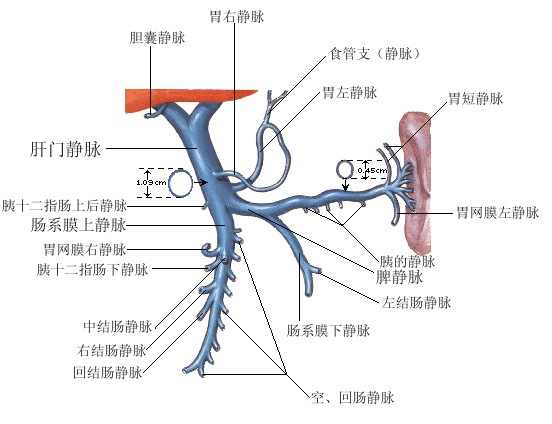 胃右静脉
胆囊静脉
食管支（静脉）
胃左静脉
胃短静脉
肝门静脉
1.09cm
0.45cm
胰十二指肠上后静脉
胃网膜左静脉
肠系膜上静脉
胃网膜右静脉
胰的静脉
胰十二指肠下静脉
脾静脉
左结肠静脉
中结肠静脉
肠系膜下静脉
右结肠静脉
回结肠静脉
空、回肠静脉